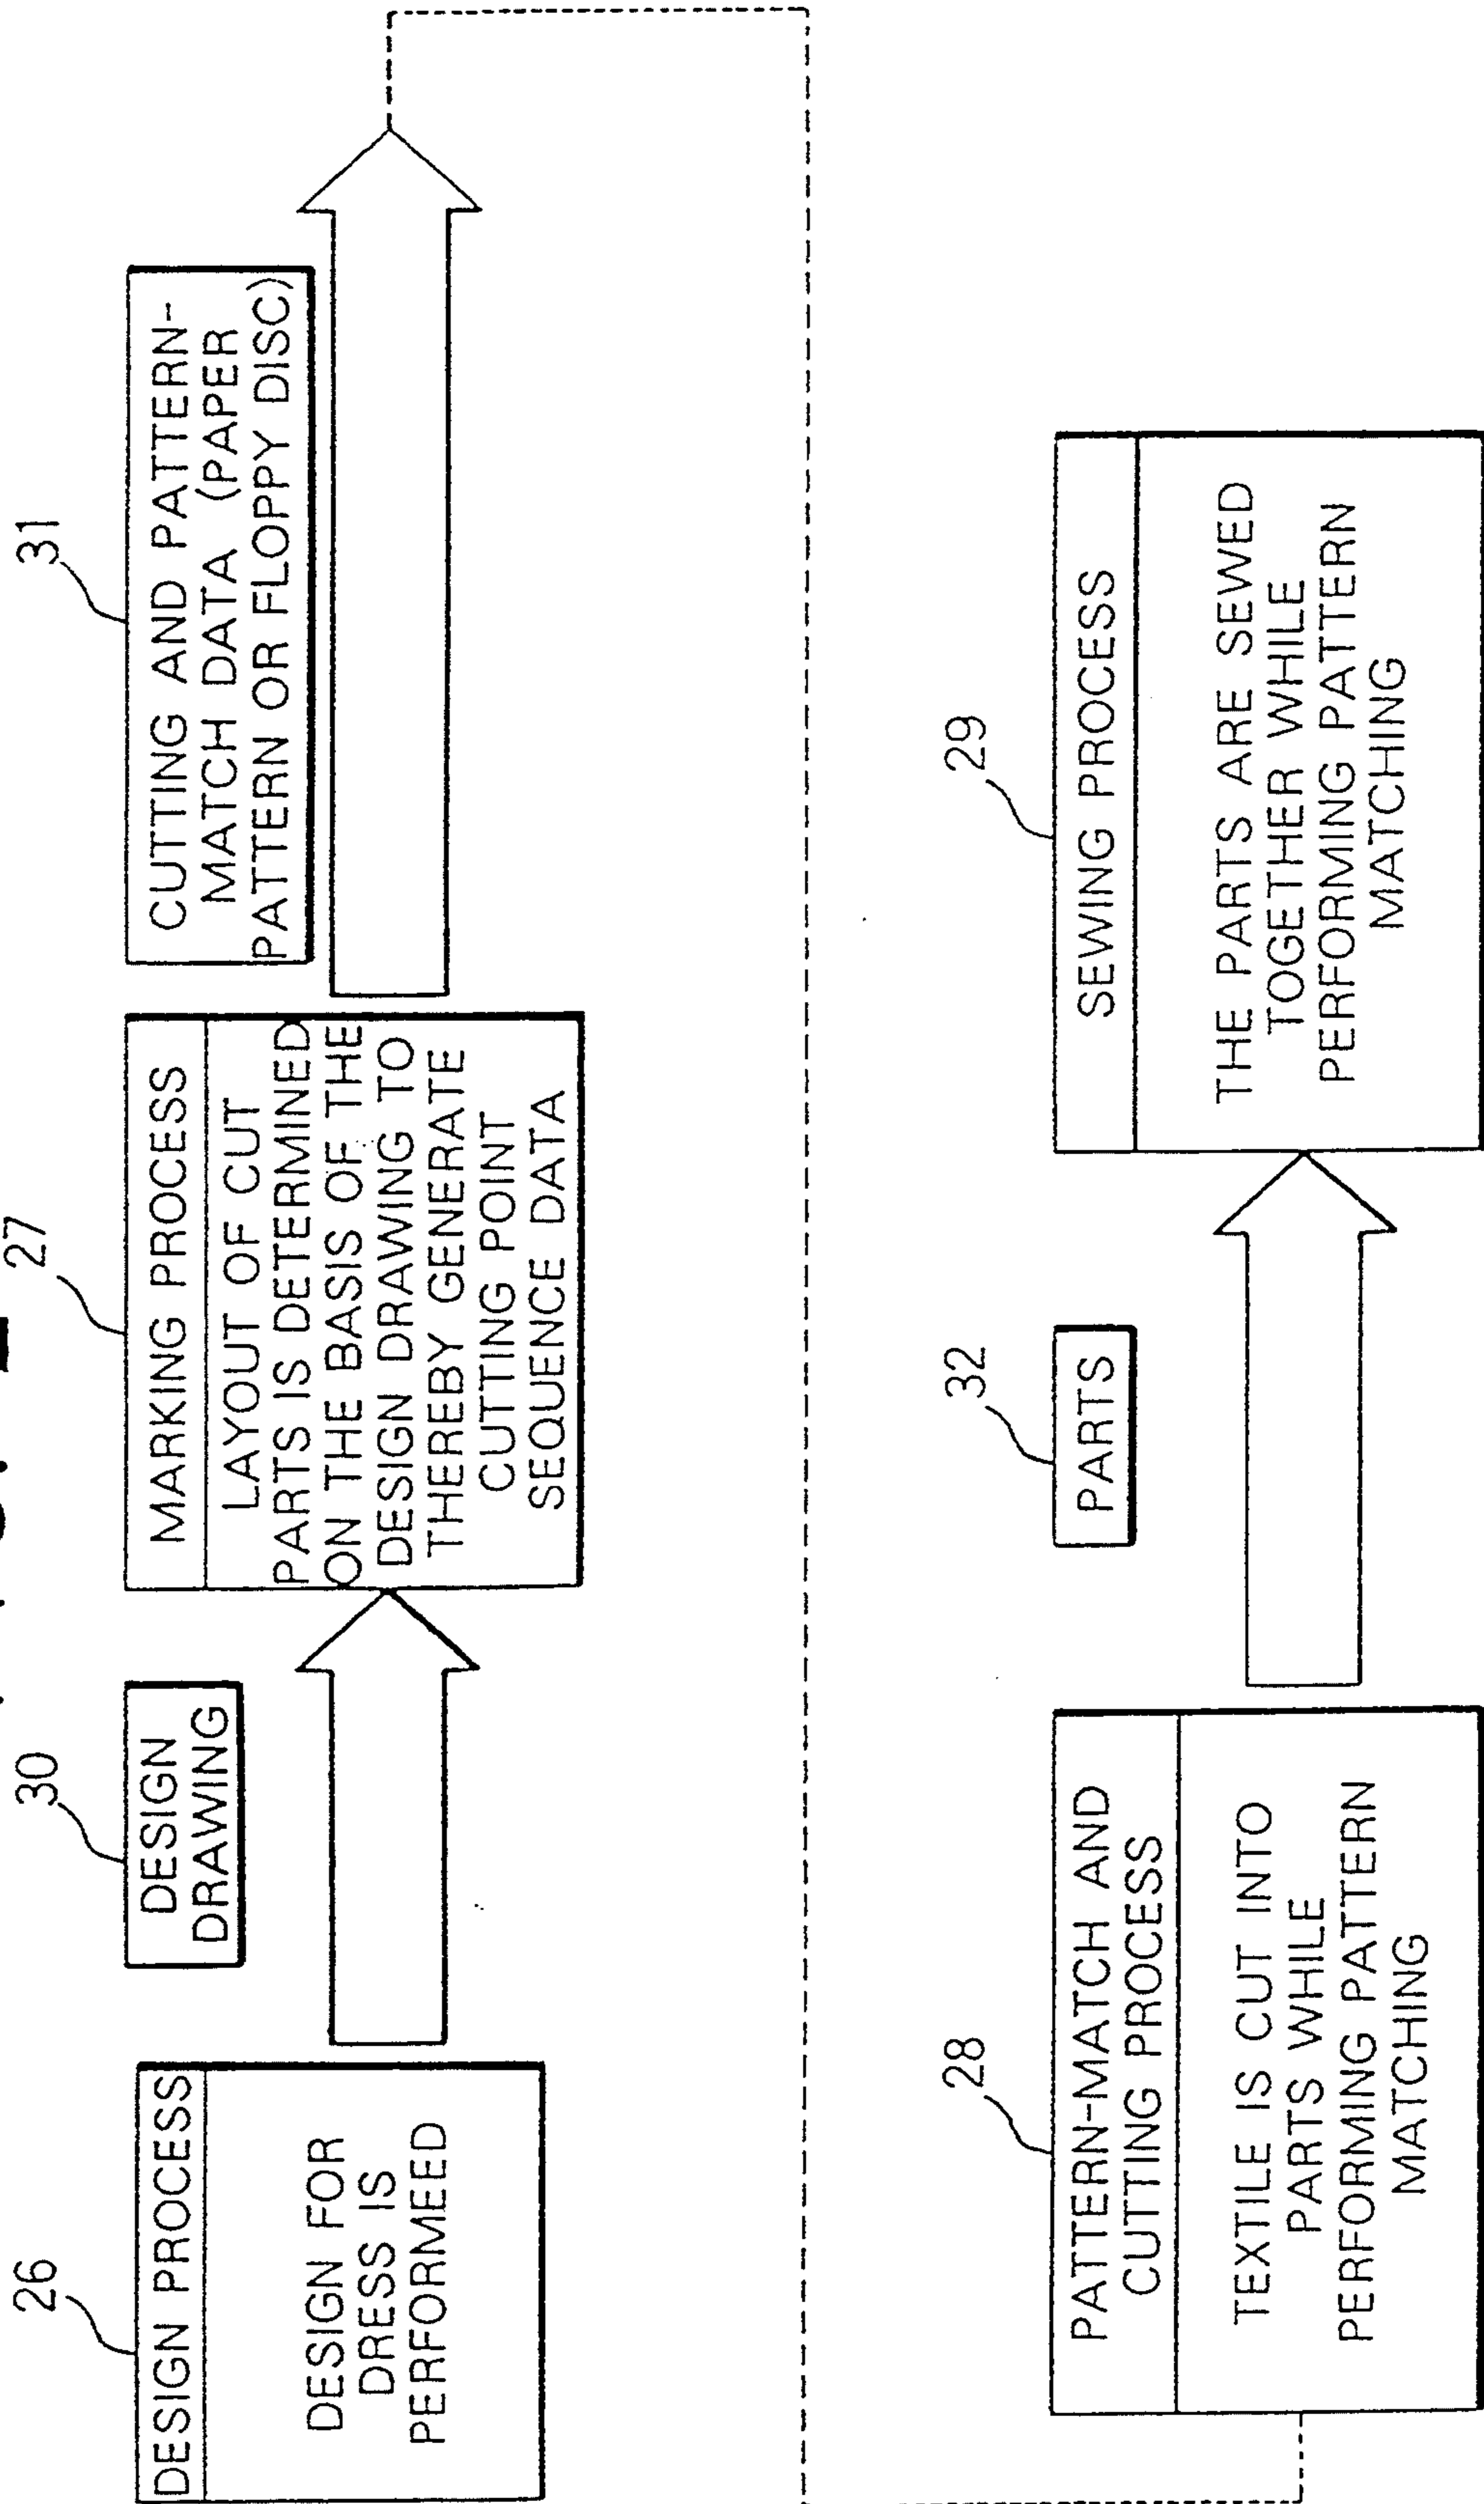 26
DESIGN PROCESS
DESIGN FOR
DRESS IS
PERFORMEED
30
DESIGN
DRAWING
27
MARKING PROCESS
LAYOUT OF CUT
PARTS IS DETERMINED
ON THE BASIS OF THE
DESIGN DRAWING TO
THEREBY GENERATE
CUTTING POINT
SEQUENCE DATA
31
CUTTING AND PATTERN-
MATCH DATA (PAPER
PATTERN OR FLOPPY DISC)
28
PATTERN-MATCH AND
CUTTING PROCESS
TEXTILE IS CUT INTO
PARTS WHILE
PERFORMING PATTERN
MATCHING
32
PARTS
29
SEWING PROCESS
THE PARTS ARE SEWED
TOGETHER WHILE
PERFORMING PATTERN
MATCHING